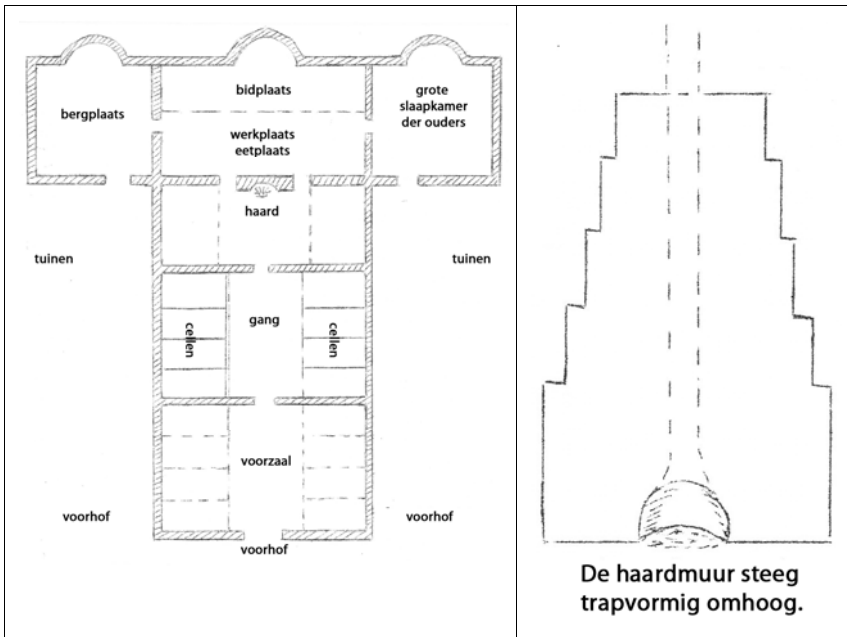 bidplaats
grote
slaapkamer
der ouders
bergplaats
werkplaats
eetplaats
haard
tuinen
tuinen
gang
cellen
cellen
voorzaal
voorhof
voorhof
voorhof
De haardmuur steeg
trapvormig omhoog.